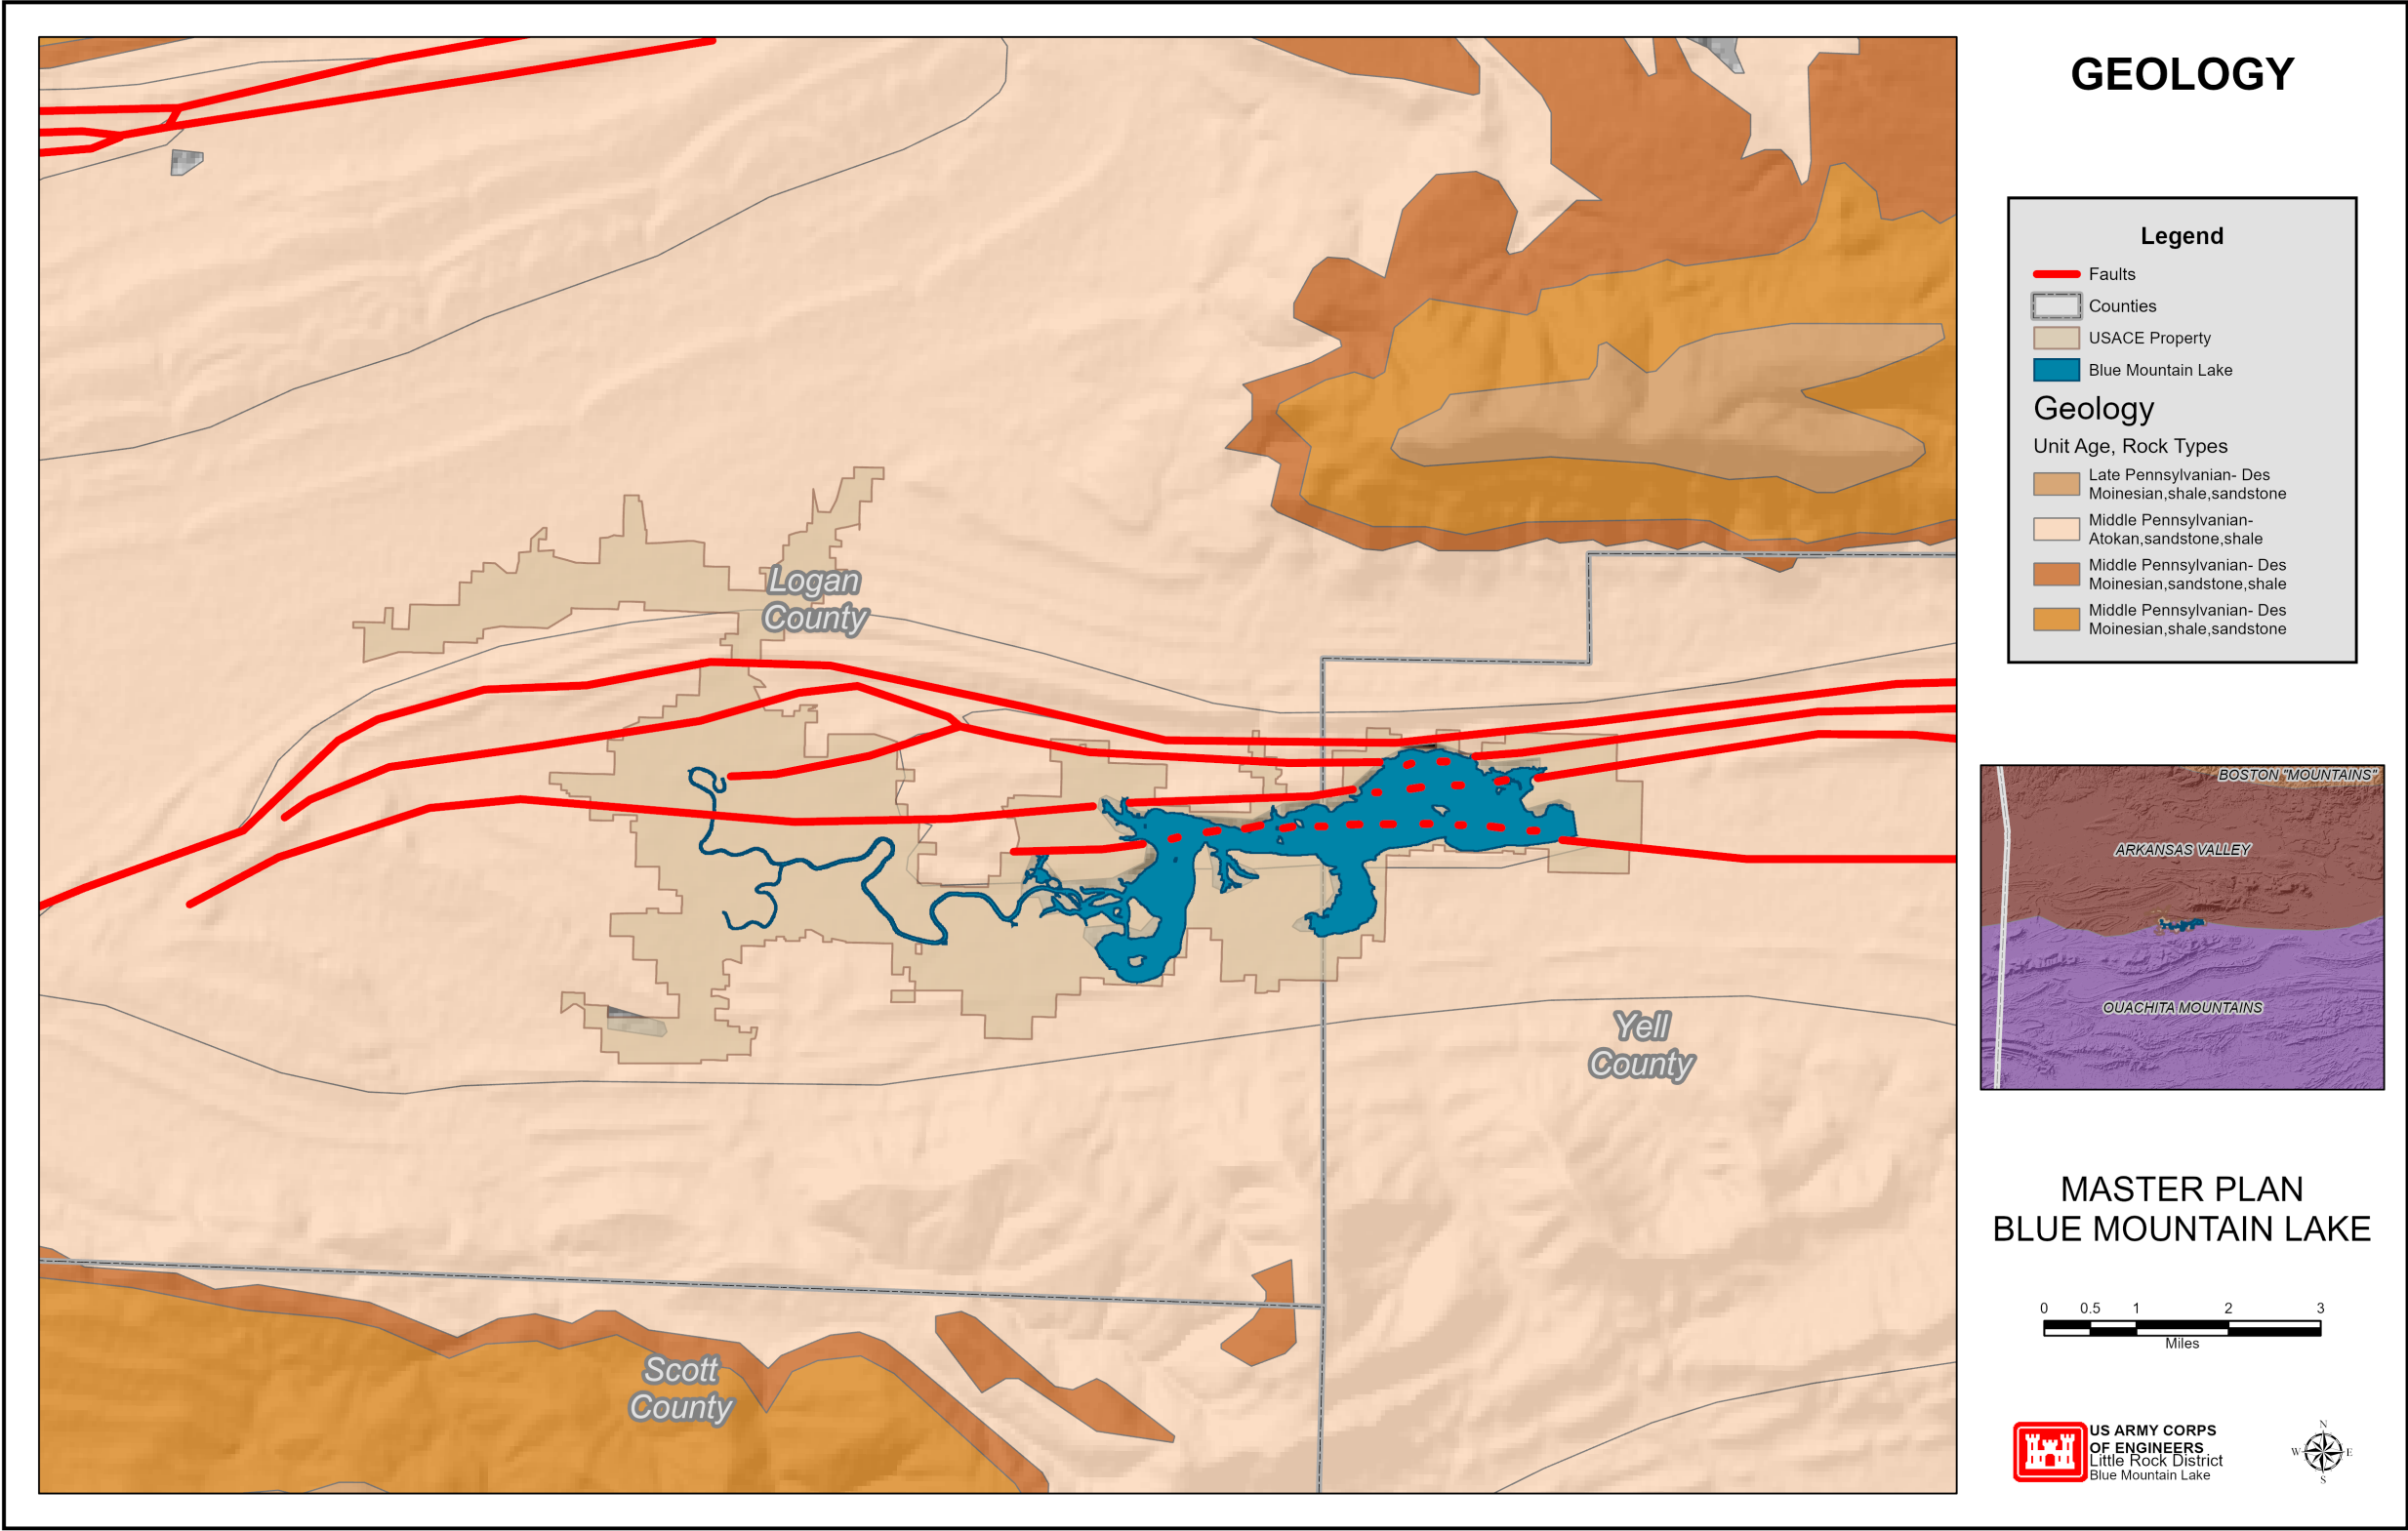 GEOLOGY
Legend
Faults
Counties
USACE Property
Blue Mountain Lake
Geology
Unit Age, Rock Types
Late Pennsylvanian- Des
Moinesian,shale,sandstone
Middle Pennsylvanian-
Atokan,sandstone,shale
Middle Pennsylvanian- Des
Moinesian,sandstone,shale
Middle Pennsylvanian- Des
Moinesian,shale,sandstone
Logan
County
Yell
County
Scott
County
BOSTON "MOUNTAINS"
ARKANSAS VALLEY
OUACHITA MOUNTAINS
MASTER PLAN
BLUE MOUNTAIN LAKE
0 0.5 1 2 3
Miles
US ARMY CORPS
OF ENGINEERS
Little Rock District
Blue Mountain Lake
N
W E
S